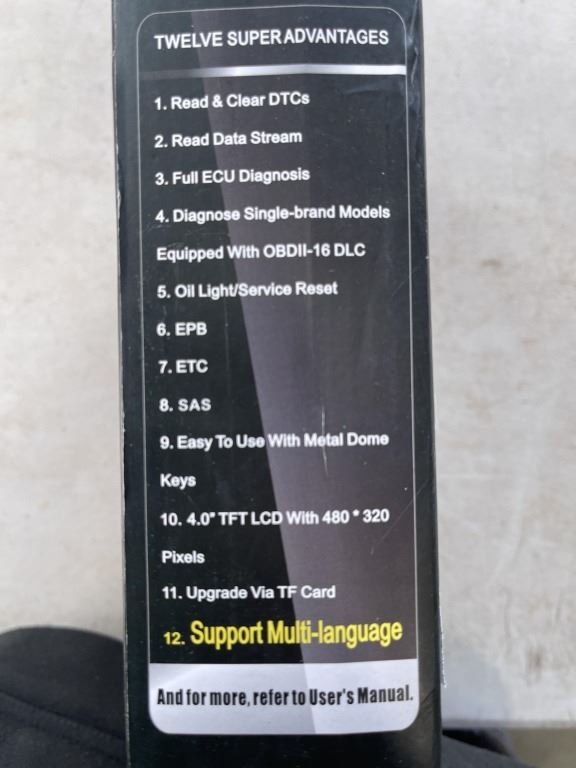 TWELVE SUPER ADVANTAGES
1. Read & Clear DTCs
2. Read Data Stream
3. Full ECU Diagnosis
4. Diagnose Single-brand Models
Equipped With OBDII-16 DLC
5. Oil Light/Service Reset
6. EPB
7. ETC
8. SAS
9. Easy To Use With Metal Dome
Keys
10. 4.0" TFT LCD With 480 * 320
Pixels
11. Upgrade Via TF Card
12. Support Multi-language
And for more, refer to User's Manual.